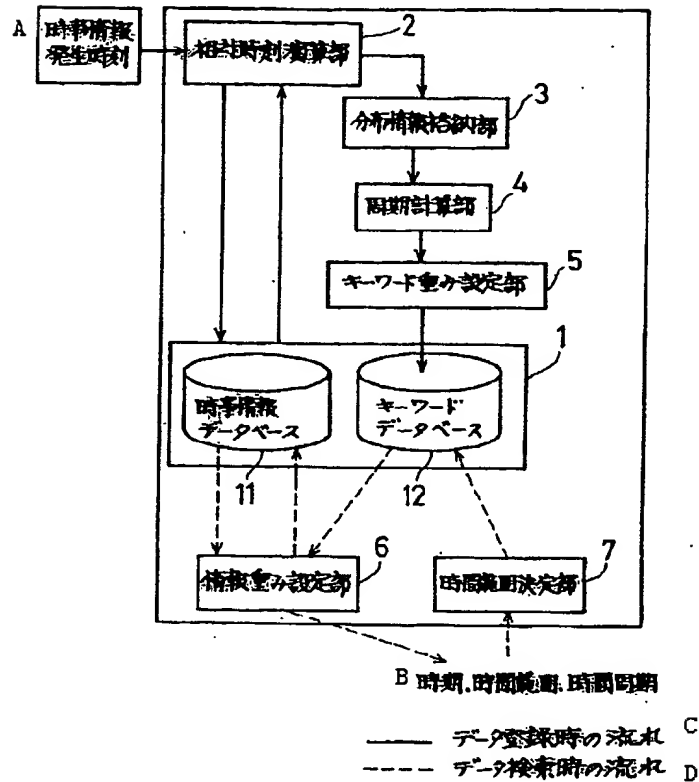 A
時事情報
発生時刻
2
相対時刻演算部
3
分布情報格納部
4
周期計算部
5
キーワード重み設定部
1
時事情報
データベース
キーワード
データベース
11
12
6
情報重み設定部
7
時間範囲決定部
B 時期、時間範囲、時間周期
データ登録時の流れ C
データ検索時の流れ D